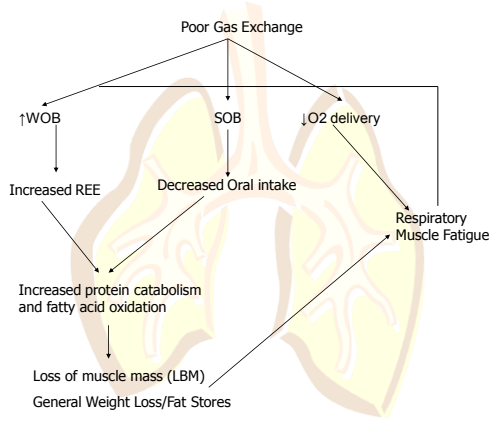 Poor Gas Exchange
↑WOB
SOB
↓O2 delivery
Increased REE
Decreased Oral intake
Respiratory
Muscle Fatigue
Increased protein catabolism
and fatty acid oxidation
Loss of muscle mass (LBM)
General Weight Loss/Fat Stores